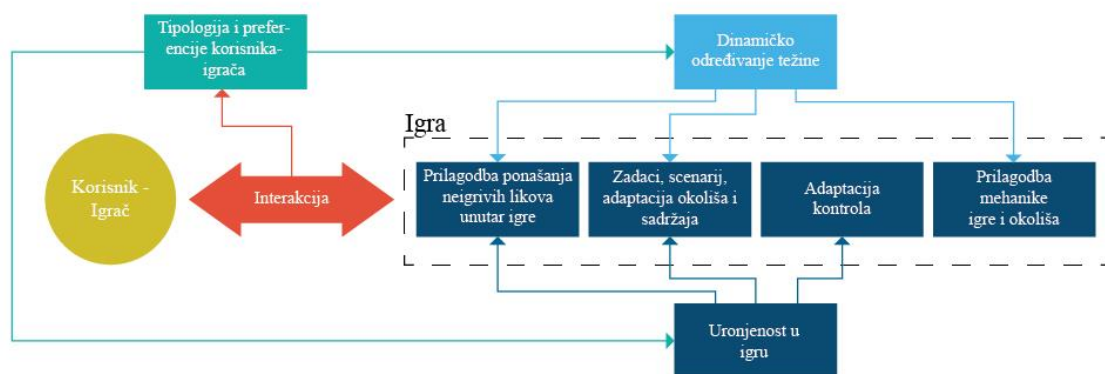 Tipologija i prefer-
encije korisnika-
igrača
Dinamičko
određivanje težine
Igra
Korisnik -
Igrač
Interakcija
Prilagodba ponašanja
neigrivih likova
unutar igre
Zadaci, scenarij,
adaptacija okoliša i
sadržaja
Adaptacija
kontrola
Prilagodba
mehanike
igre i okoliša
Uronjenost u
igru